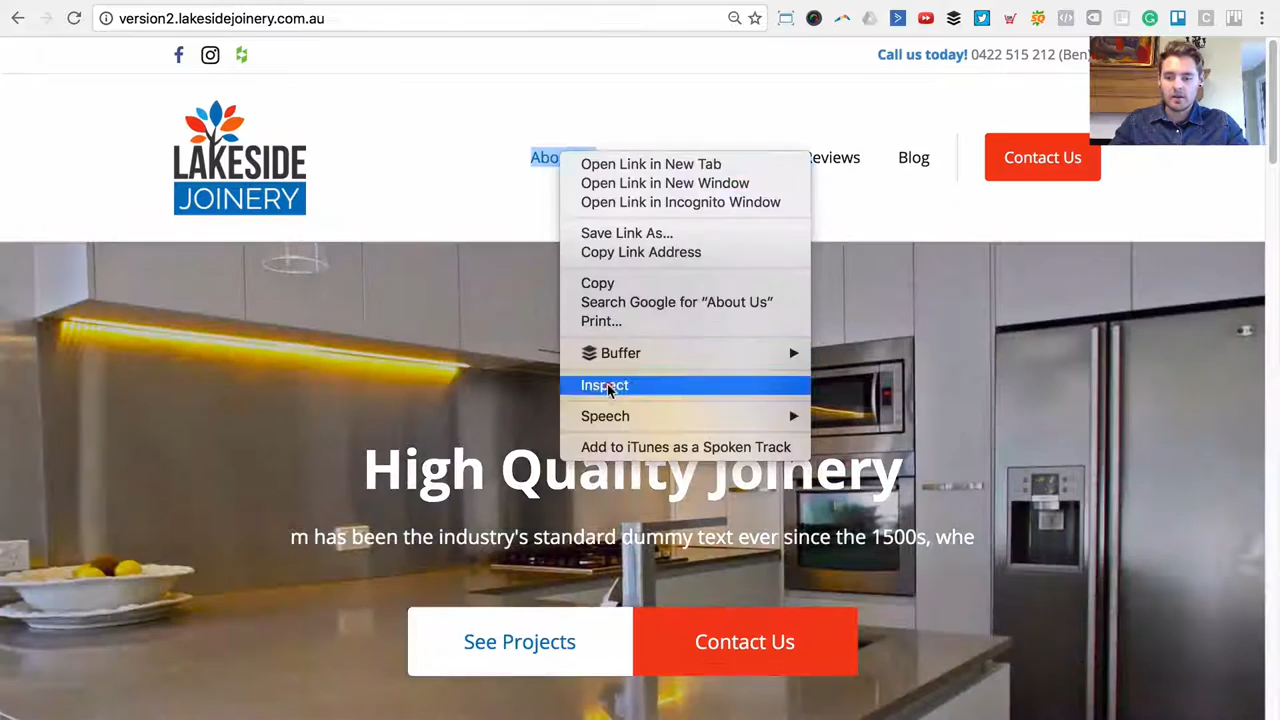 version2.lakesidejoinery.com.au
Call us today! 0422 515 212 (Ben)
LAKESIDE
JOINERY
Abo
Blog
Contact Us
Open Link in New Tab
Open Link in New Window
Open Link in Incognito Window
Save Link As...
Copy Link Address
Copy
Search Google for “About Us”
Print...
Buffer
Inspect
Speech
Add to iTunes as a Spoken Track
High Quality Joinery
m has been the industry's standard dummy text ever since the 1500s, whe
See Projects
Contact Us